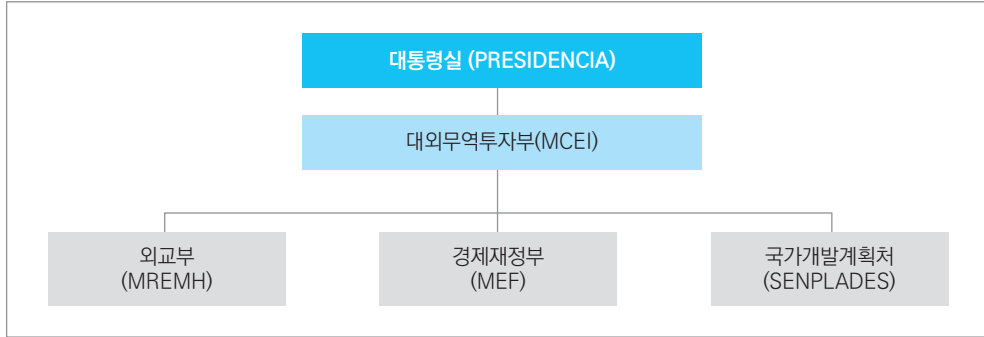 대통령실 (PRESIDENCIA)
대외무역투자부(MCEI)
외교부
(MREMH)
경제재정부
(MEF)
국가개발계획처
(SENPLADES)